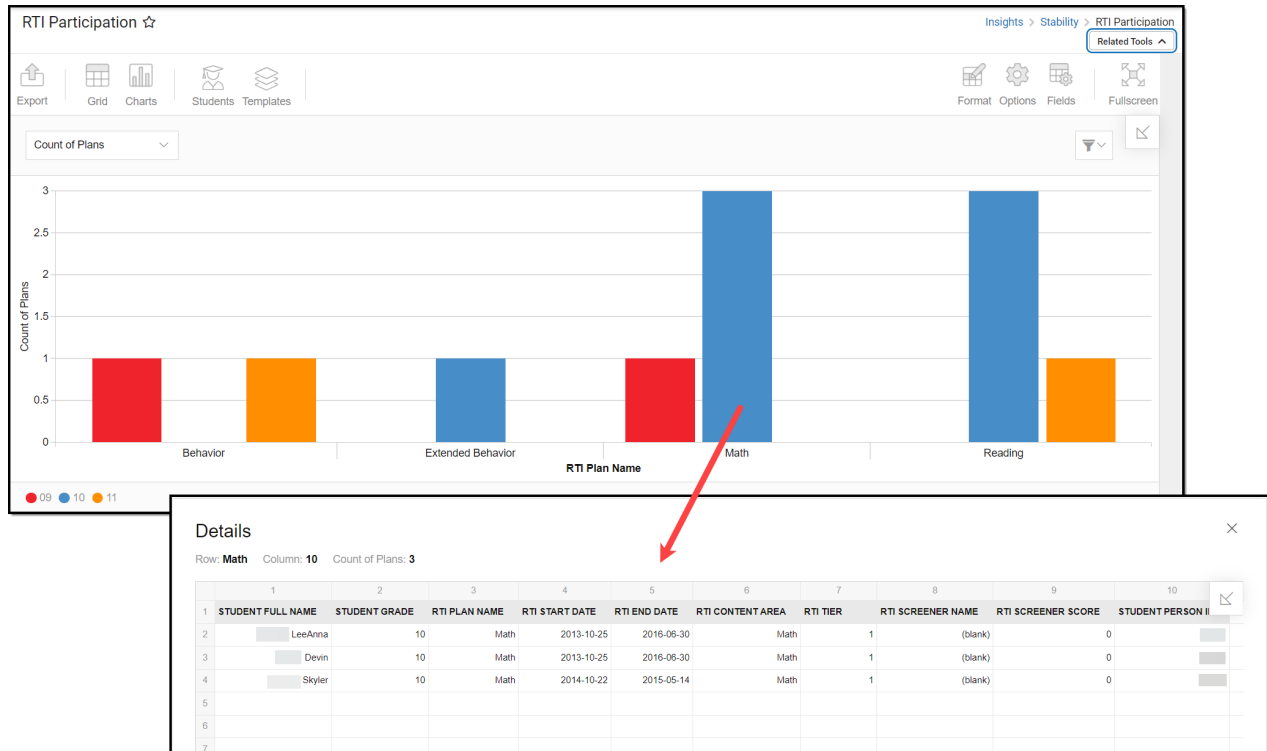 RTI Participation
Insights > Stability > RTI Participation
Related Tools
Export Grid Charts Students Templates Format Options Fields Fullscreen
Count of Plans
3
2.5
2
1.5
1
0.5
0
Count of Plans
Behavior Extended Behavior Math Reading
RTI Plan Name
09 10 11
Details
Row: Math Column: 10 Count of Plans: 3
1 2 3 4 5 6 7 8 9 10
1 STUDENT FULL NAME STUDENT GRADE RTI PLAN NAME RTI START DATE RTI END DATE RTI CONTENT AREA RTI TIER RTI SCREENER NAME RTI SCREENER SCORE STUDENT PERSON
2 LeeAnna 10 Math 2013-10-25 2016-06-30 Math 1 (blank) 0
3 Devin 10 Math 2013-10-25 2016-06-30 Math 1 (blank) 0
4 Skyler 10 Math 2014-10-22 2015-05-14 Math 1 (blank) 0
5
6
7